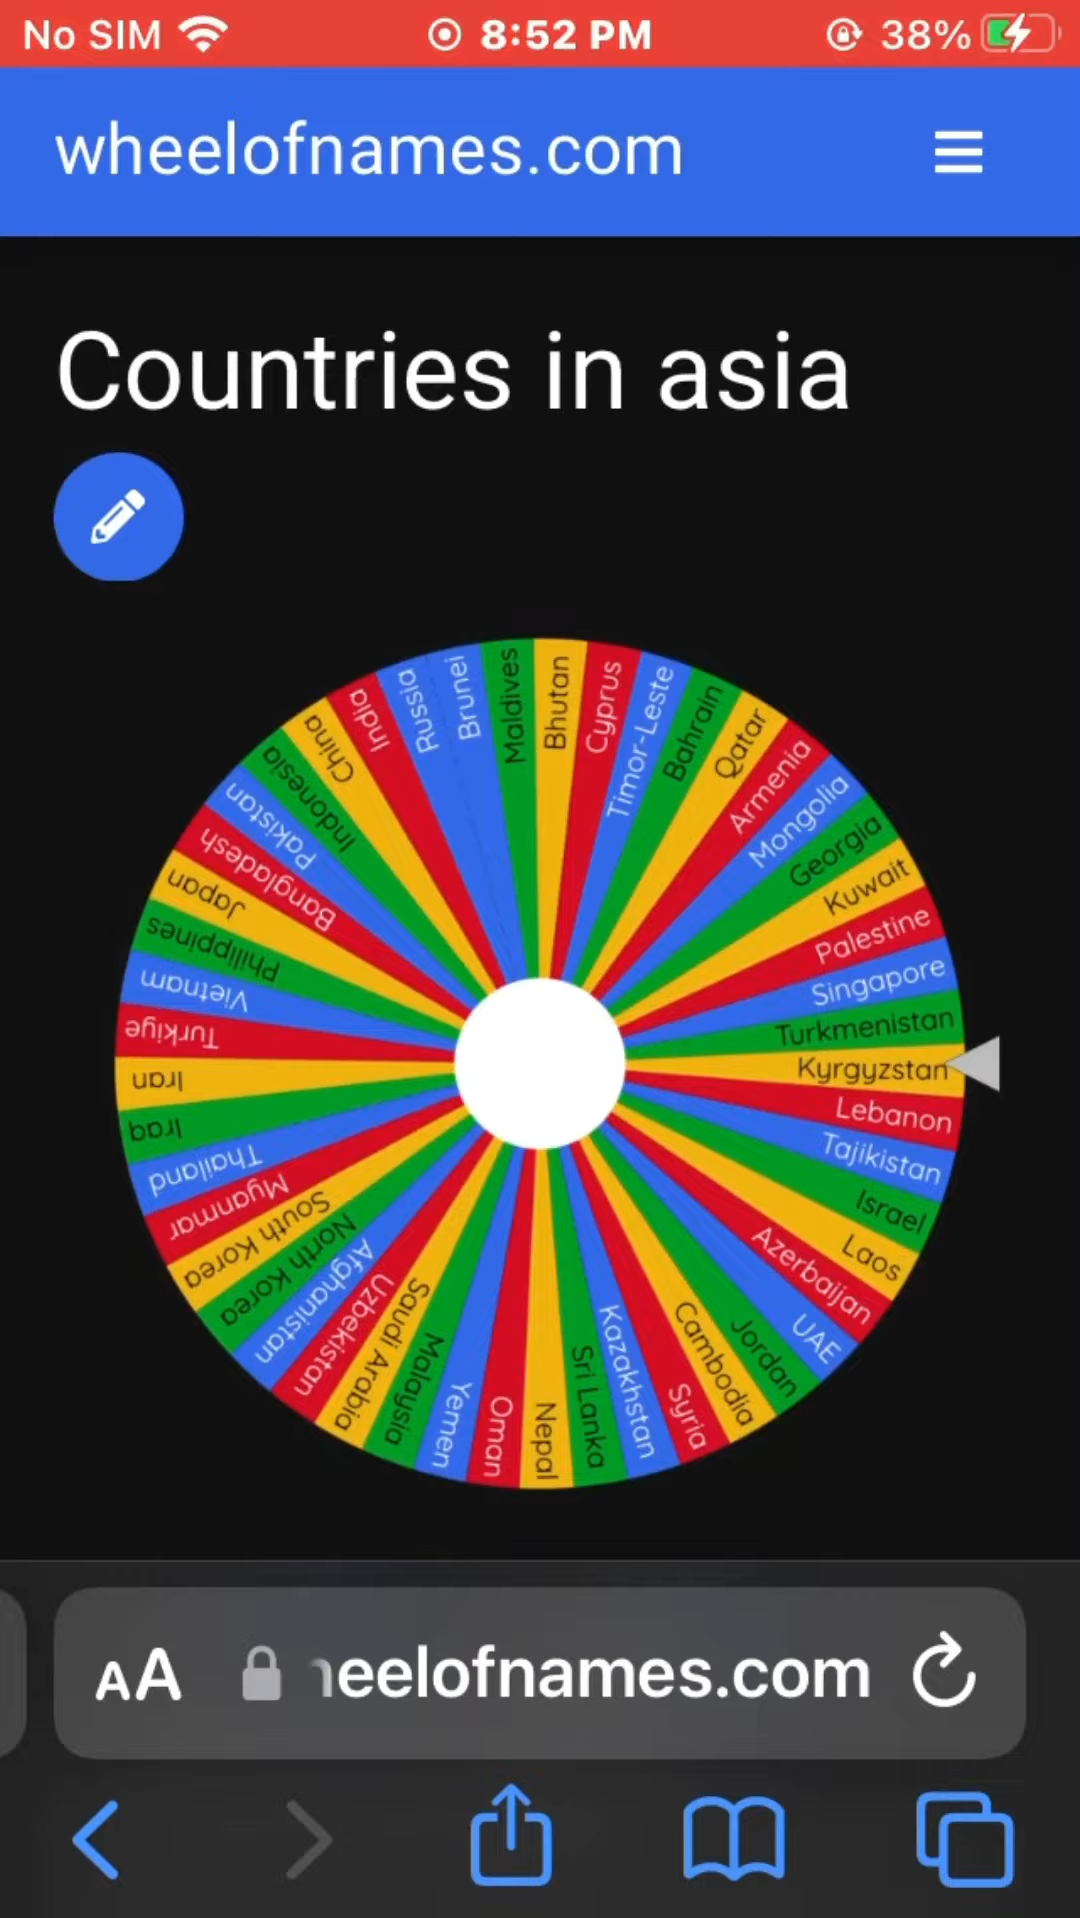 No SIM 8:52 PM 38%
wheelofnames.com
Countries in asia
Bhutan
Cyprus
Timor-Leste
Bahrain
Qatar
Armenia
Mongolia
Georgia
Kuwait
Palestine
Singapore
Turkmenistan
Kyrgyzstan
Lebanon
Tajikistan
Israel
Laos
Azerbaijan
UAE
Jordan
Cambodia
Syria
Kazakhstan
Sri Lanka
Nepal
Oman
Yemen
Malaysia
Saudi Arabia
Uzbekistan
Afghanistan
North Korea
South Korea
Myanmar
Thailand
Iraq
Iran
Turkiye
Vietnam
Philippines
Japan
Bangladesh
Pakistan
Indonesia
China
India
Russia
Brunei
Maldives
AA eelofnames.com